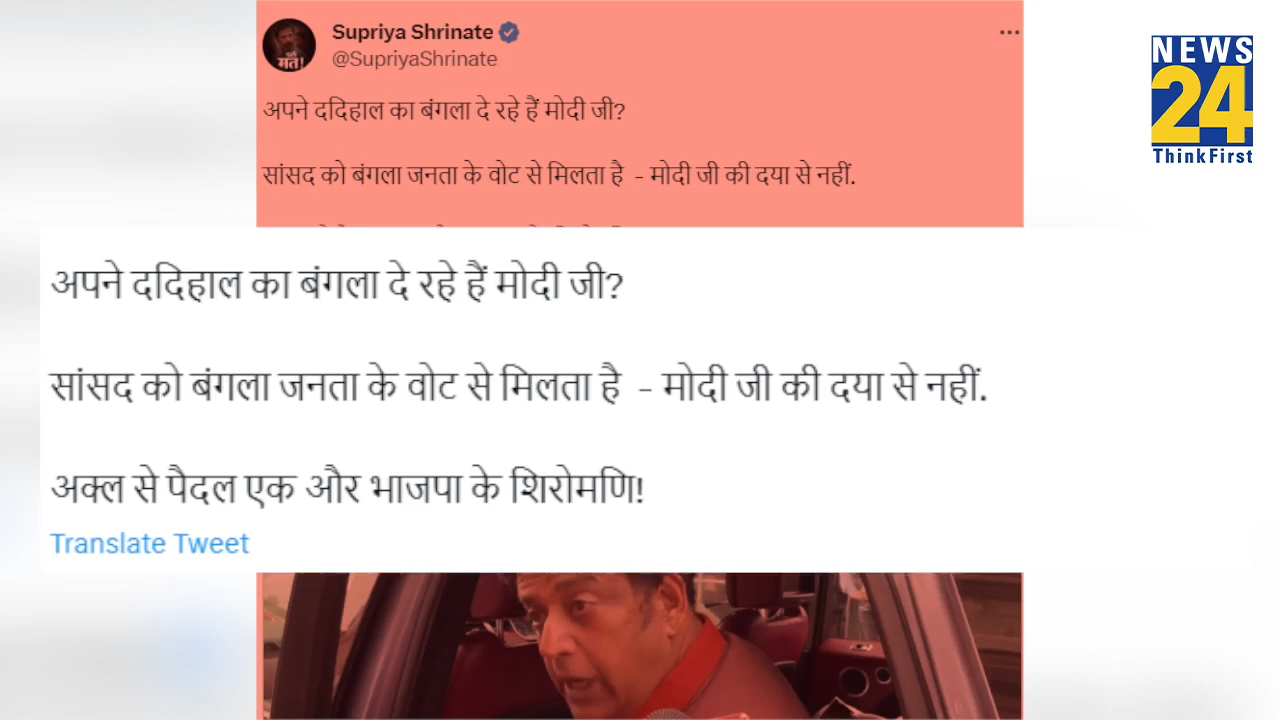 Supriya Shrinate
@SupriyaShrinate
मत!
NEWS
24
ThinkFirst
अपने ददिहाल का बंगला दे रहे हैं मोदी जी?
सांसद को बंगला जनता के वोट से मिलता है - मोदी जी की दया से नहीं.
अपने ददिहाल का बंगला दे रहे हैं मोदी जी?
सांसद को बंगला जनता के वोट से मिलता है - मोदी जी की दया से नहीं.
अक्ल से पैदल एक और भाजपा के शिरोमणि!
Translate Tweet